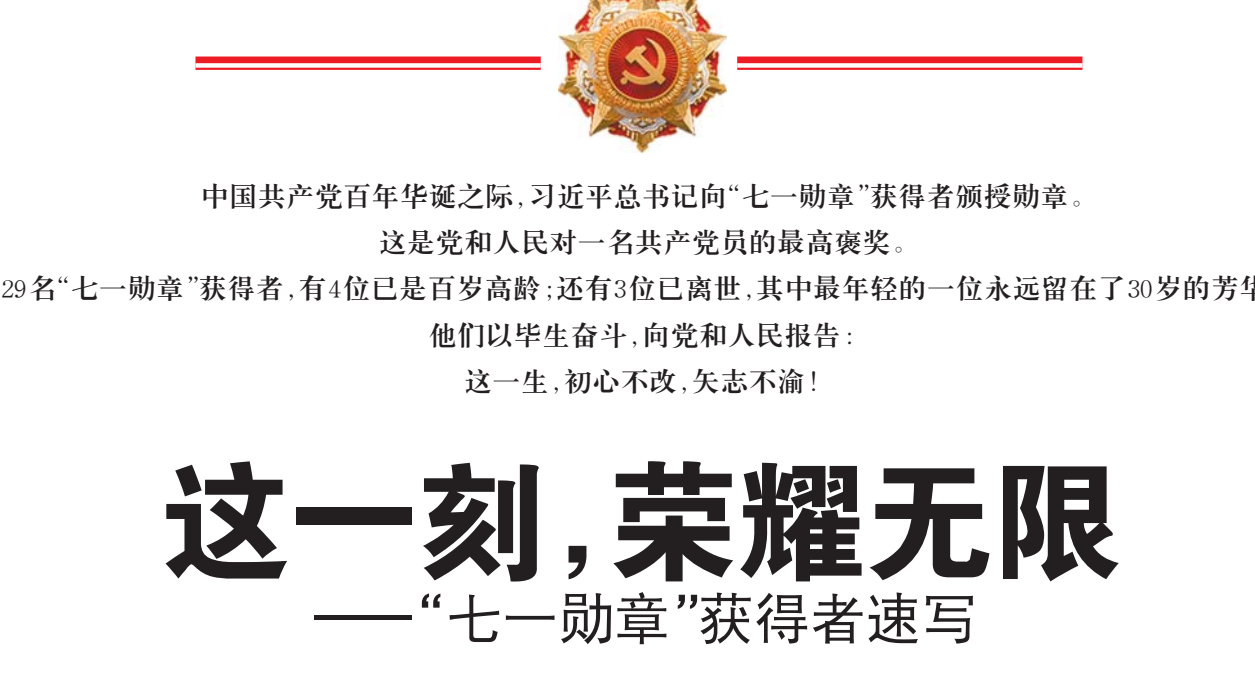 中国共产党百年华诞之际,习近平总书记向“七一勋章”获得者颁授勋章。
这是党和人民对一名共产党员的最高褒奖。
29名“七一勋章”获得者,有4位已是百岁高龄;还有3位已离世,其中最年轻的一位永远留在了30岁的芳华
他们以毕生奋斗,向党和人民报告:
这一生,初心不改,矢志不渝!
这一刻,荣耀无限
——“七一勋章”获得者速写